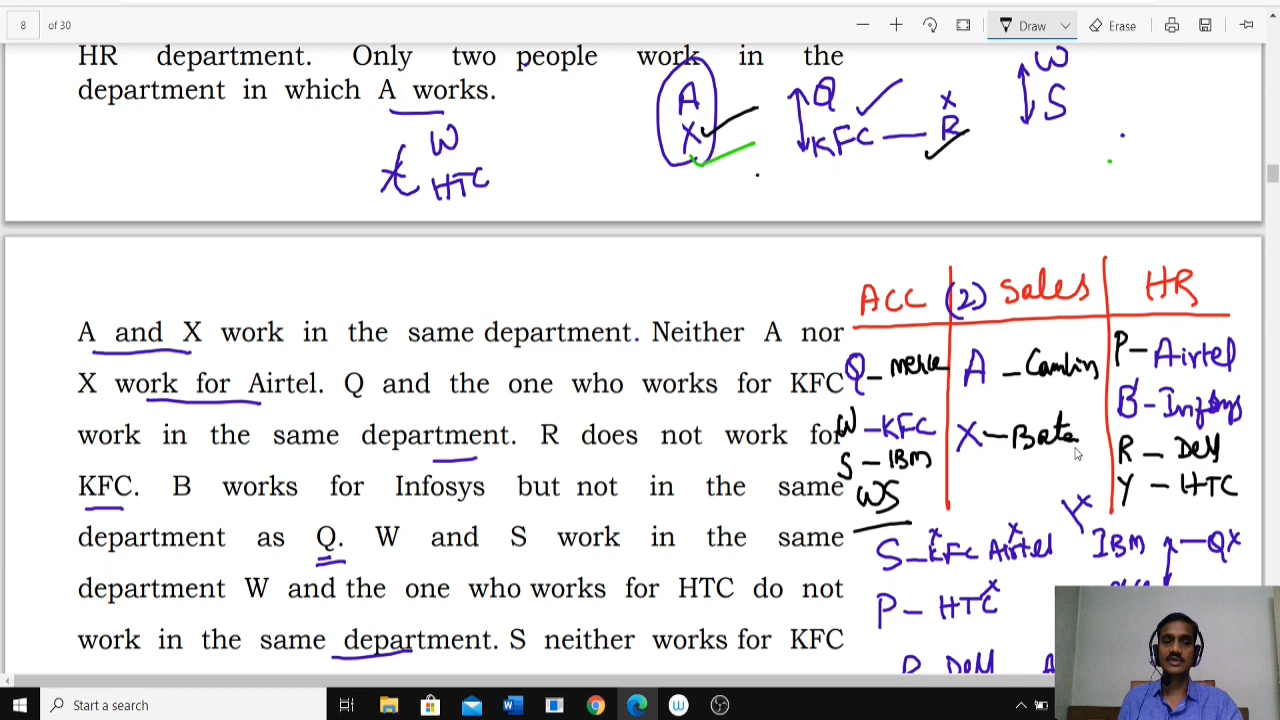 8 of 30
Draw
Erase
HR department. Only two people work in the
department in which A works.
W
HTC
A
X
Q
KFC — R
x
W
S
A and X work in the same department. Neither A nor
X work for Airtel. Q and the one who works for KFC
work in the same department. R does not work for
KFC. B works for Infosys but not in the same
department as Q. W and S work in the same
department W and the one who works for HTC do not
work in the same department. S neither works for KFC
ACC (2) Sales HR
Q – merce A – Camlin P – Airtel
B – Infosys
W – KFC X – Bata R – Dell
S – IBM Y – HTC
WS
S – KFC Airtel IBM — QX
P – HTC
Type here to search